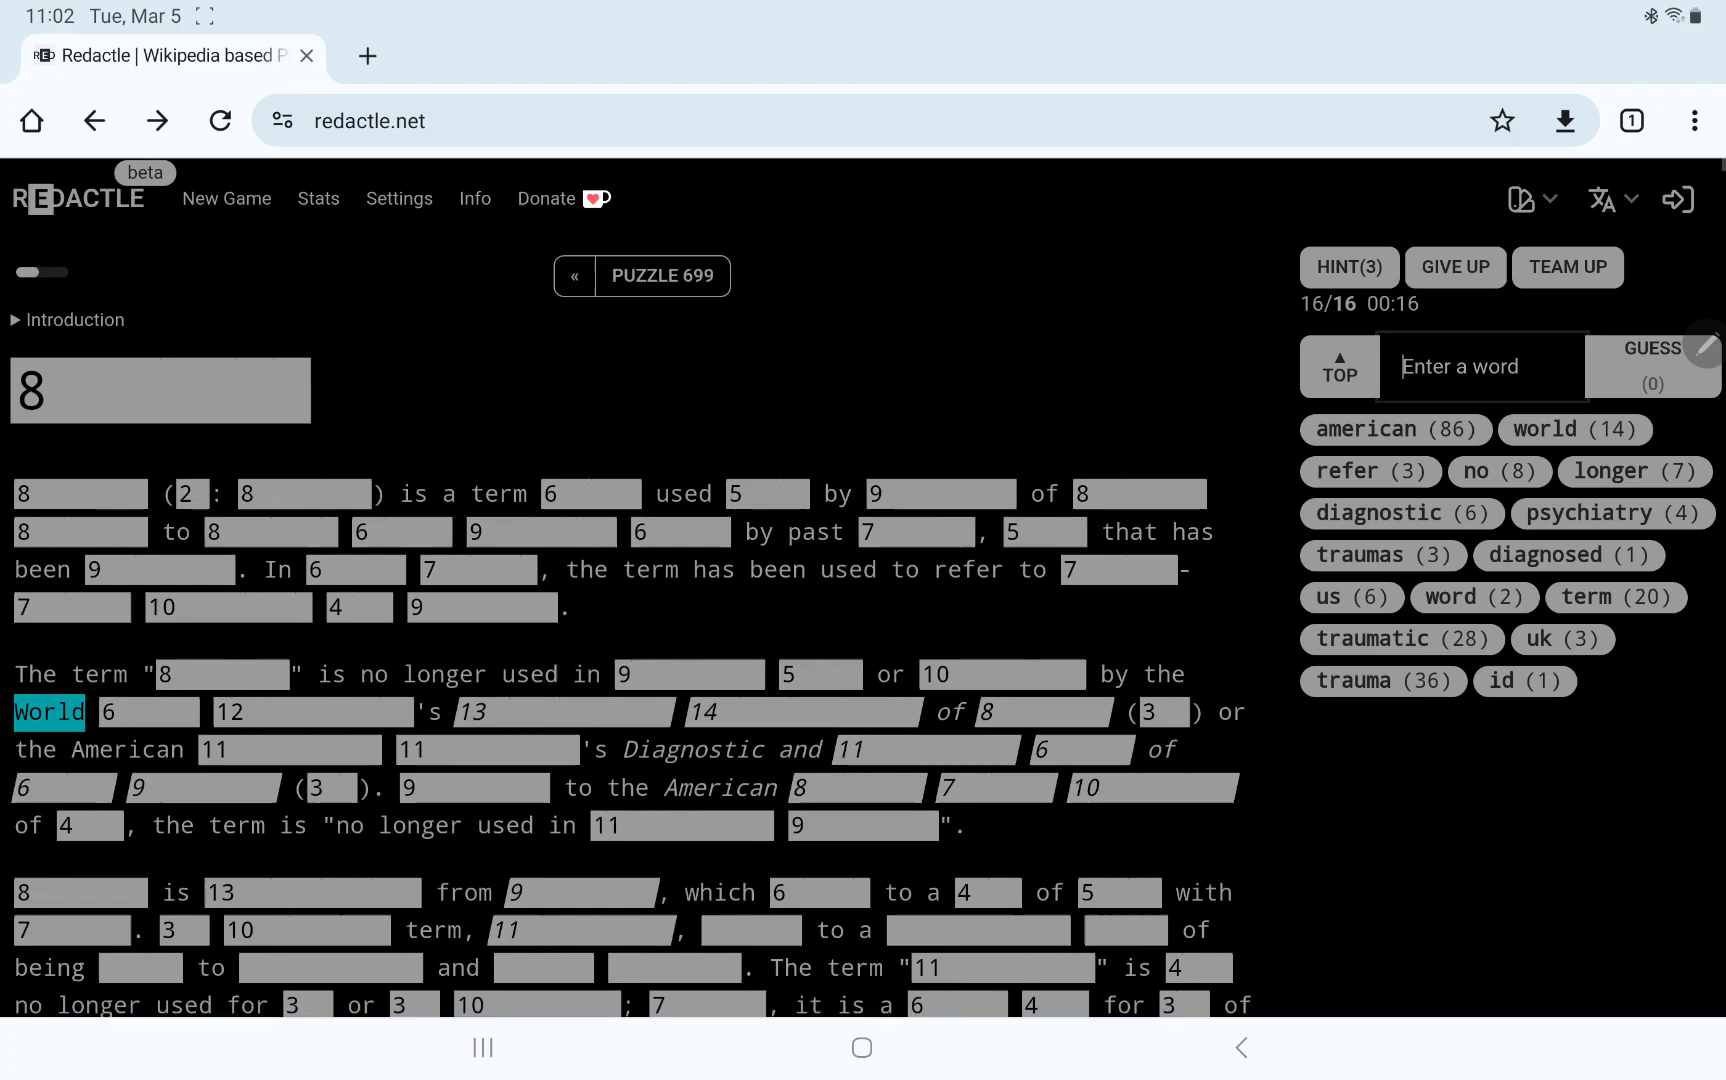 11:02 Tue, Mar 5
RED Redactle | Wikipedia based P
redactle.net
1
REDACTLE beta New Game Stats Settings Info Donate
« PUZZLE 699
HINT(3) GIVE UP TEAM UP
16/16 00:16
▶ Introduction
▲ TOP Enter a word GUESS (0)
8
american (86) world (14)
refer (3) no (8) longer (7)
diagnostic (6) psychiatry (4)
traumas (3) diagnosed (1)
us (6) word (2) term (20)
traumatic (28) uk (3)
trauma (36) id (1)
8 (2 : 8 ) is a term 6 used 5 by 9 of 8
8 to 8 6 9 6 by past 7 , 5 that has
been 9 . In 6 7 , the term has been used to refer to 7 -
7 10 4 9 .
The term "8 " is no longer used in 9 5 or 10 by the
World 6 12 's 13 14 of 8 (3 ) or
the American 11 11 's Diagnostic and 11 6 of
6 9 (3 ). 9 to the American 8 7 10
of 4 , the term is "no longer used in 11 9 ".
8 is 13 from 9 , which 6 to a 4 of 5 with
7 . 3 10 term, 11 , to a of
being to and . The term "11 " is 4
no longer used for 3 or 3 10 ; 7 , it is a 6 4 for 3 of